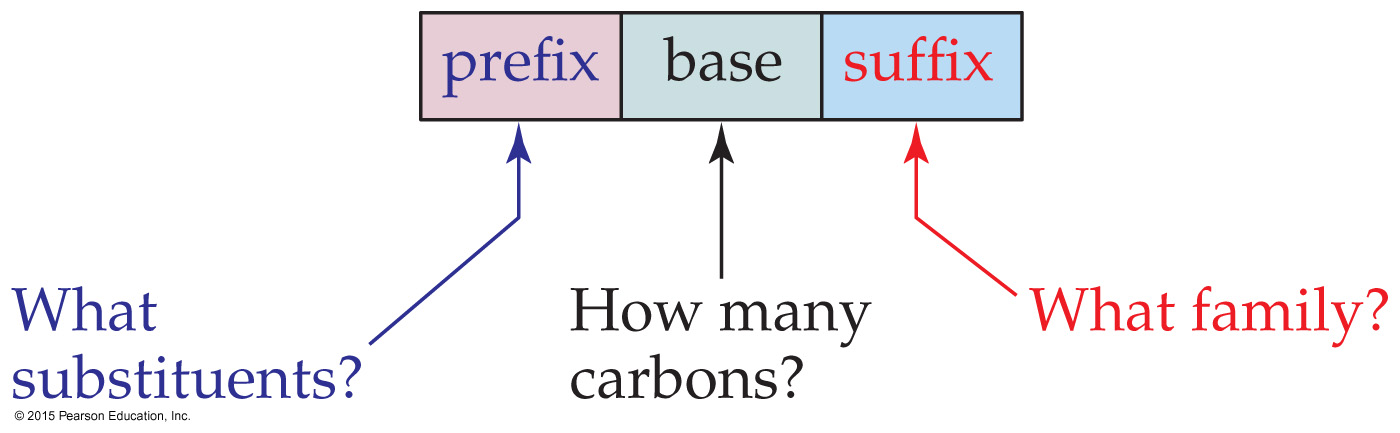 prefix base suffix
What substituents?
How many carbons?
What family?
© 2015 Pearson Education, Inc.